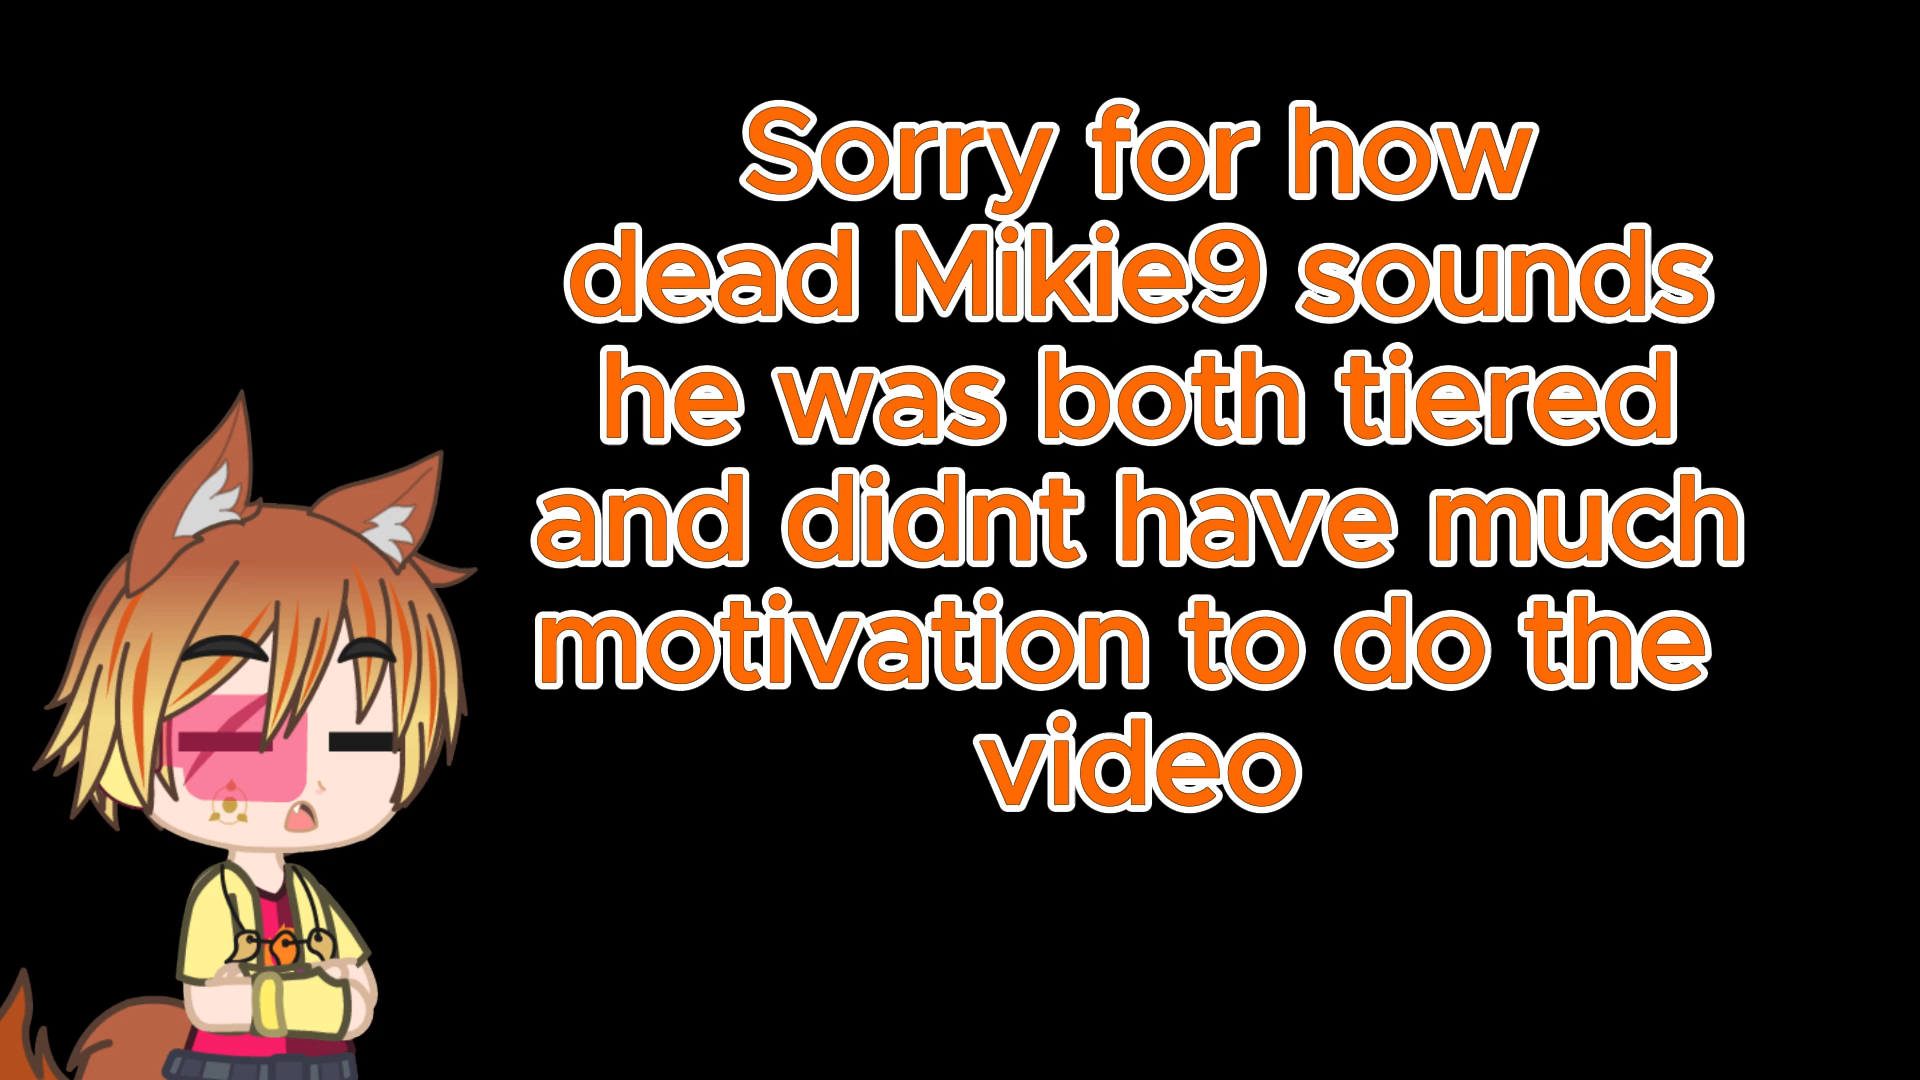 Sorry for how
dead Mikie9 sounds
he was both tiered
and didnt have much
motivation to do the
video